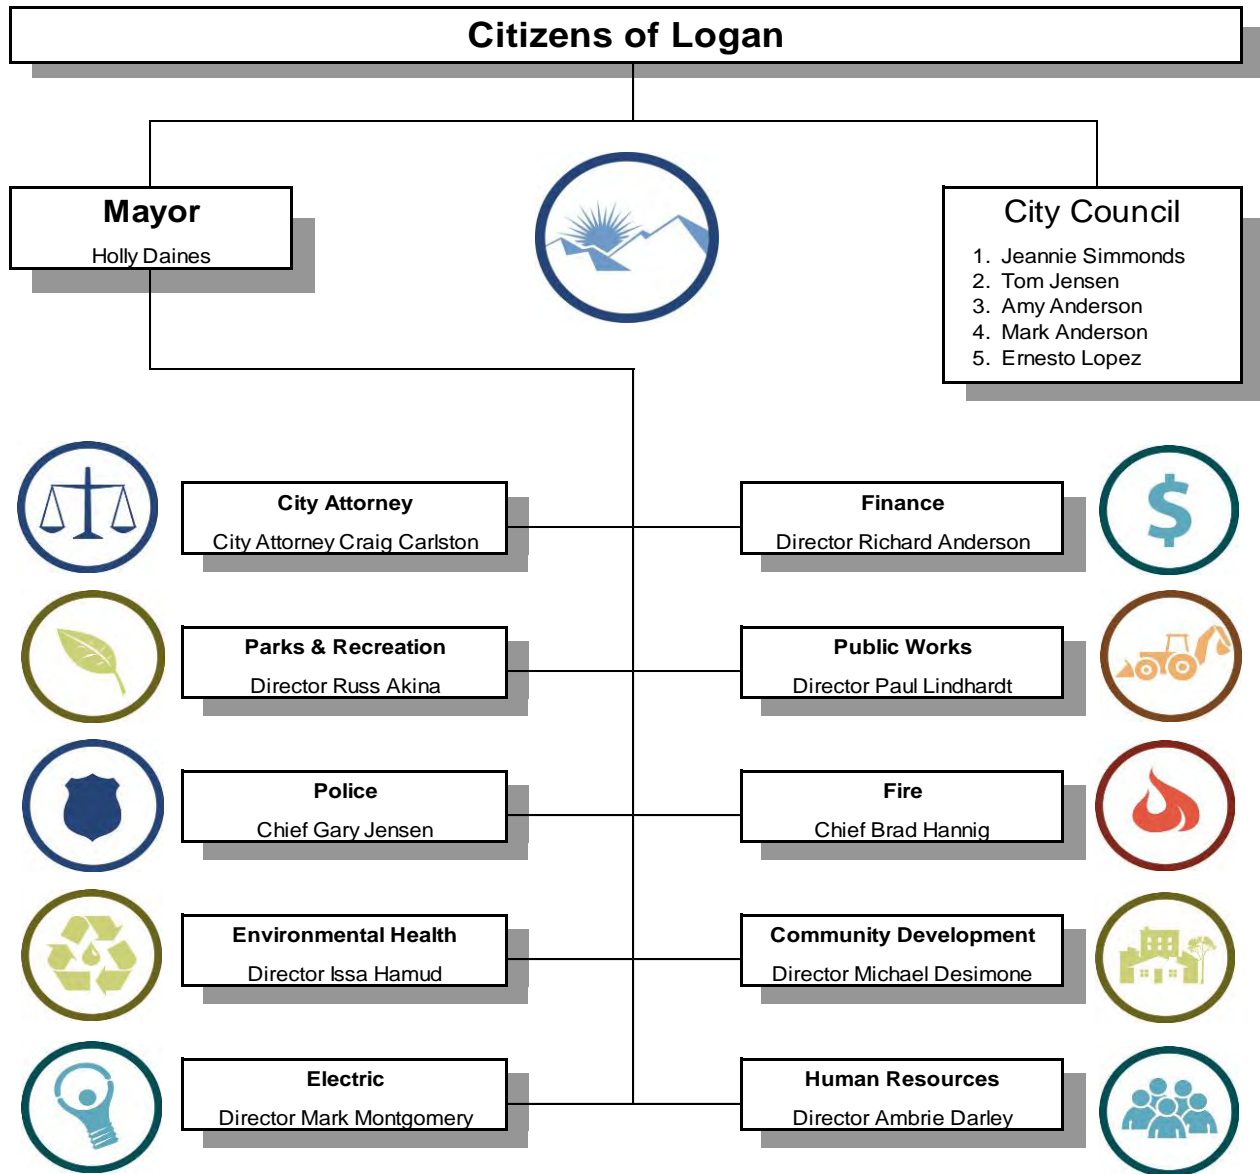 Citizens of Logan
Mayor
Holly Daines
City Council
1. Jeannie Simmonds
2. Tom Jensen
3. Amy Anderson
4. Mark Anderson
5. Ernesto Lopez
City Attorney
City Attorney Craig Carlston
Finance
Director Richard Anderson
$
Parks & Recreation
Director Russ Akina
Public Works
Director Paul Lindhardt
Police
Chief Gary Jensen
Fire
Chief Brad Hannig
Environmental Health
Director Issa Hamud
Community Development
Director Michael Desimone
Electric
Director Mark Montgomery
Human Resources
Director Ambrie Darley